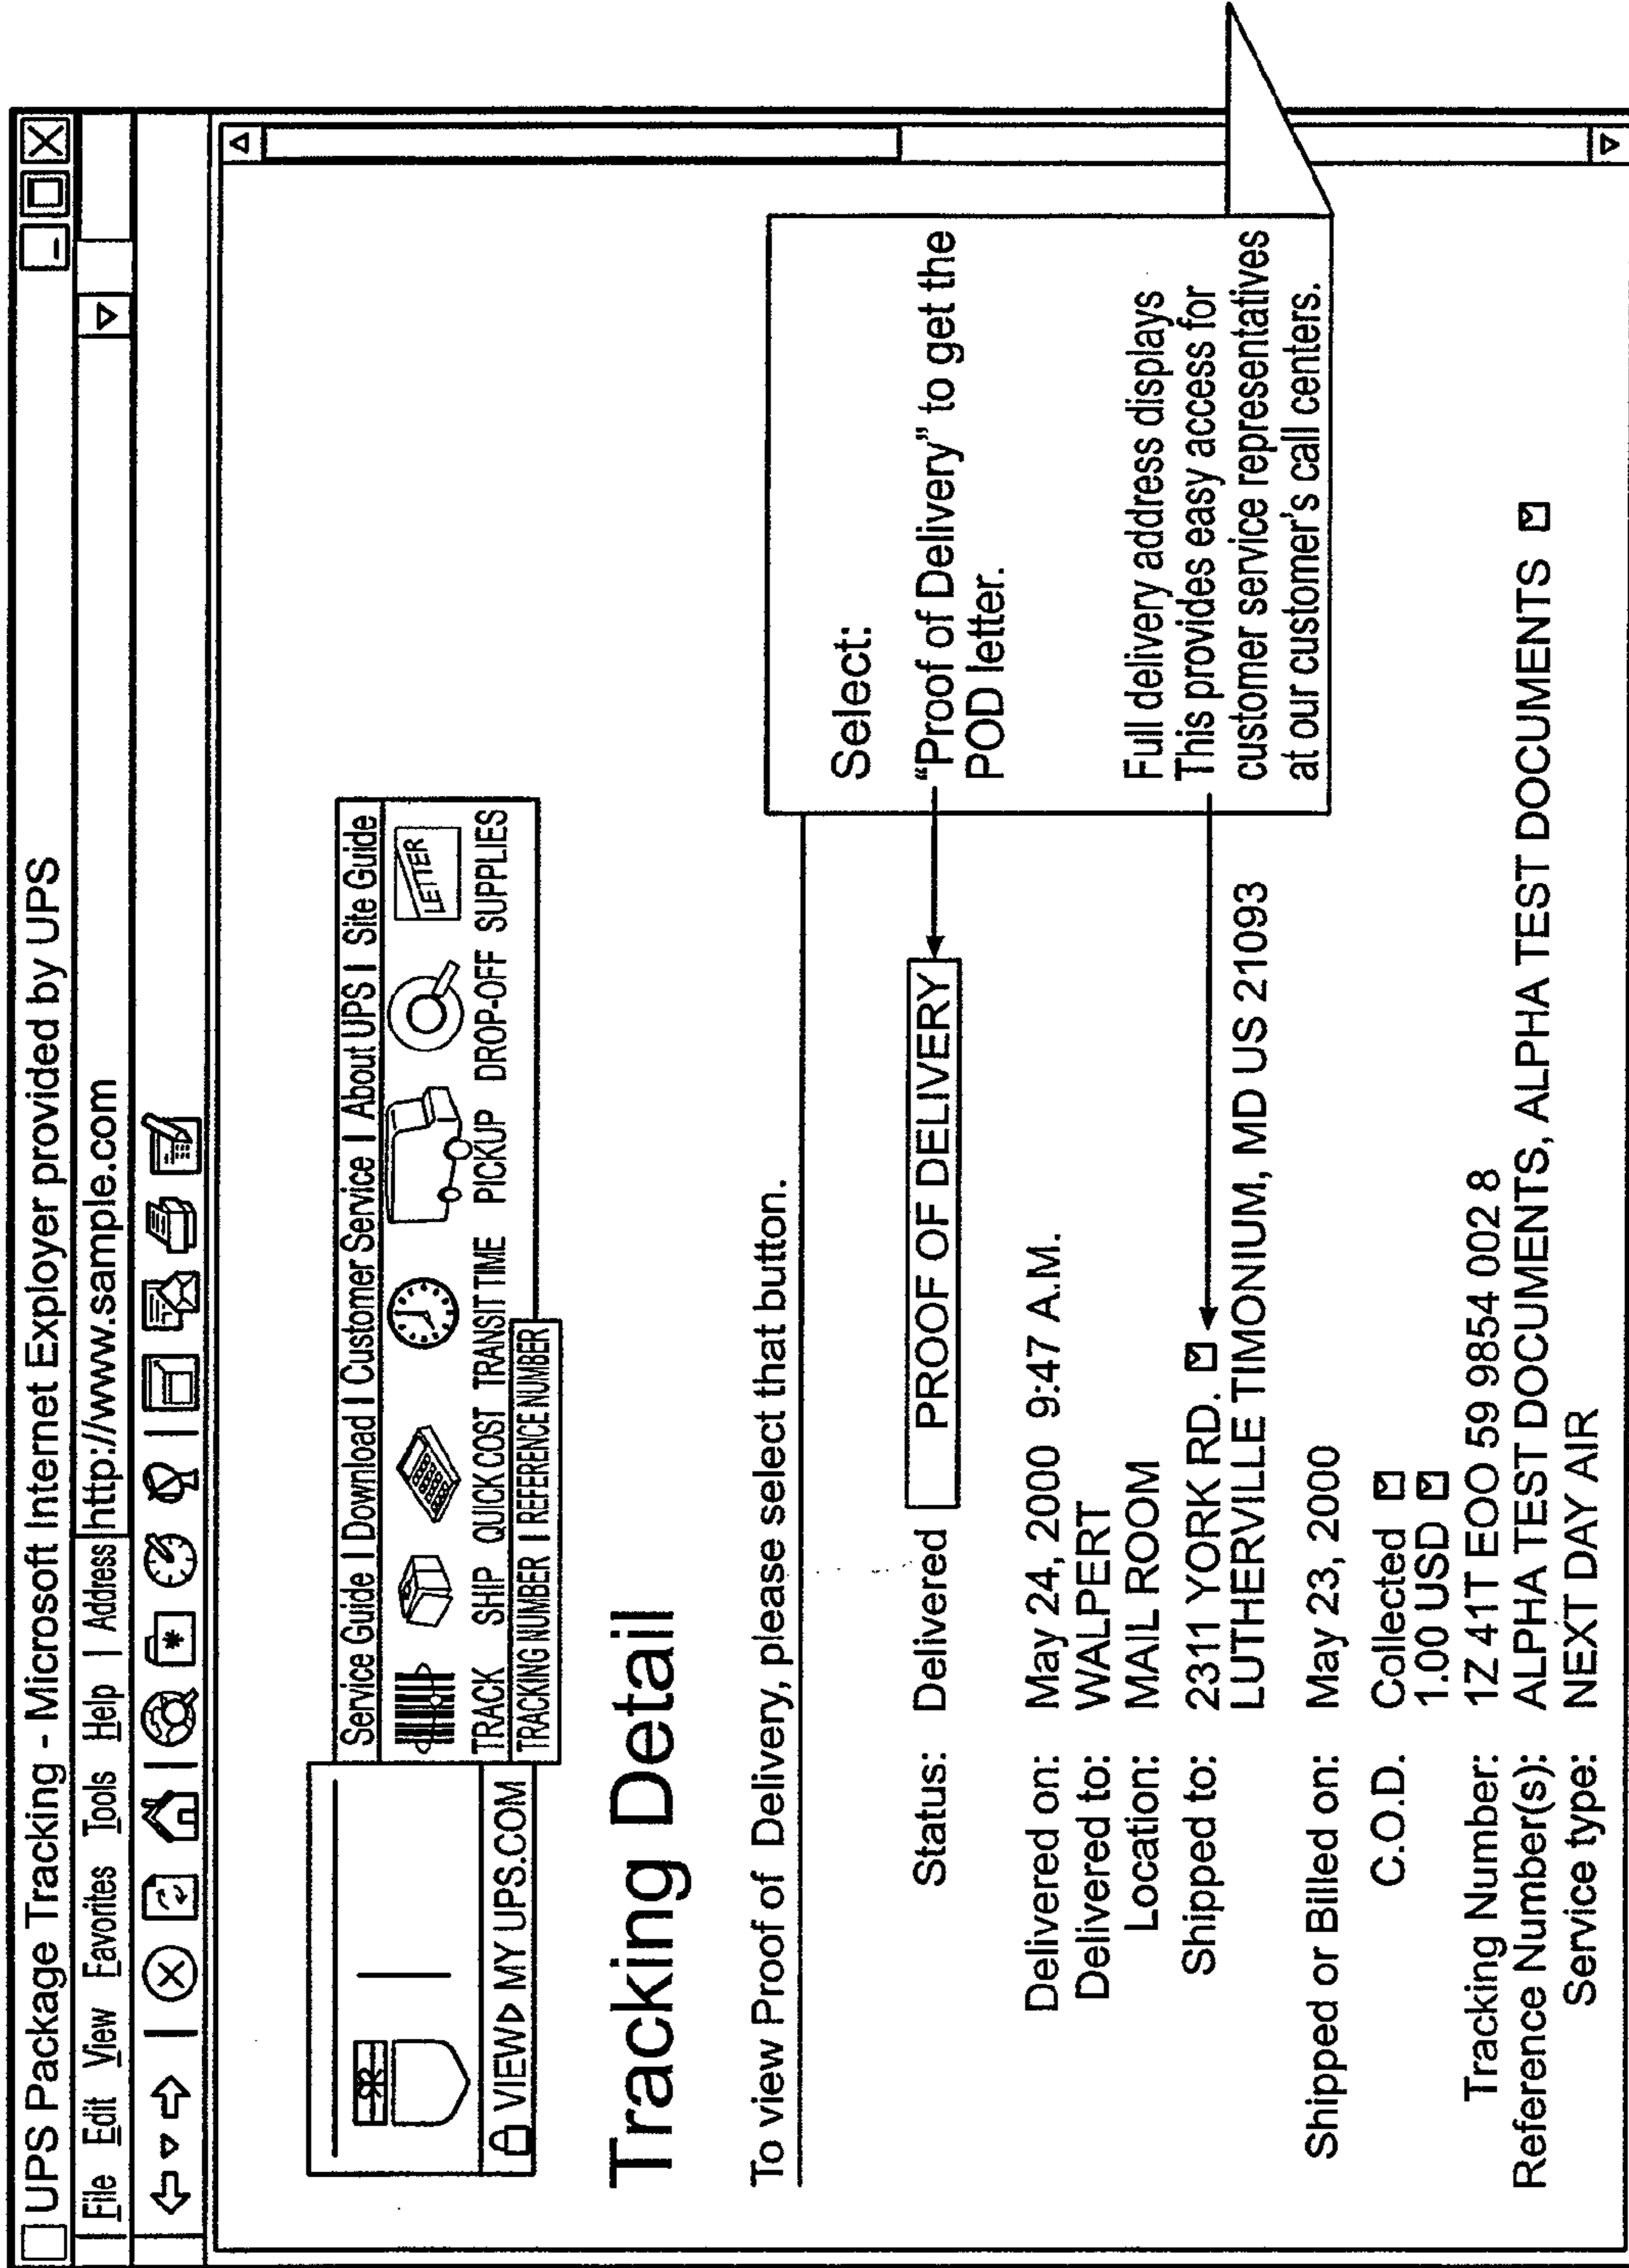 UPS Package Tracking - Microsoft Internet Exployer provided by UPS
File Edit View Favorites Tools Help | Address http://www.sample.com
Service Guide | Download | Customer Service | About UPS | Site Guide
LETTER
TRACK SHIP QUICK COST TRANSIT TIME PICKUP DROP-OFF SUPPLIES
VIEW MY UPS.COM
TRACKING NUMBER | REFERENCE NUMBER
Tracking Detail
To view Proof of Delivery, please select that button.
Select:
Status: Delivered PROOF OF DELIVERY
"Proof of Delivery" to get the
POD letter.
Delivered on: May 24, 2000 9:47 A.M.
Delivered to: WALPERT
Location: MAIL ROOM
Shipped to: 2311 YORK RD.
LUTHERVILLE TIMONIUM, MD US 21093
Full delivery address displays
This provides easy access for
customer service representatives
at our customer's call centers.
Shipped or Billed on: May 23, 2000
C.O.D. Collected
1.00 USD
Tracking Number: 1Z 41T EOO 59 9854 002 8
Reference Number(s): ALPHA TEST DOCUMENTS, ALPHA TEST DOCUMENTS
Service type: NEXT DAY AIR